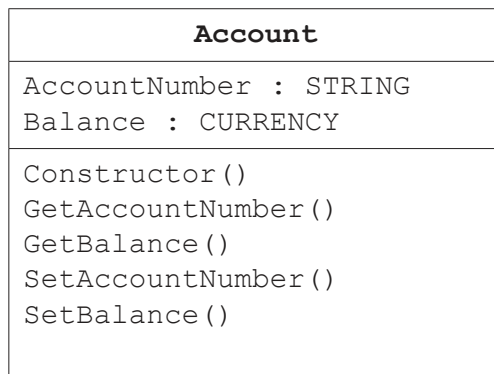 Account
AccountNumber : STRING
Balance : CURRENCY
Constructor()
GetAccountNumber()
GetBalance()
SetAccountNumber()
SetBalance()